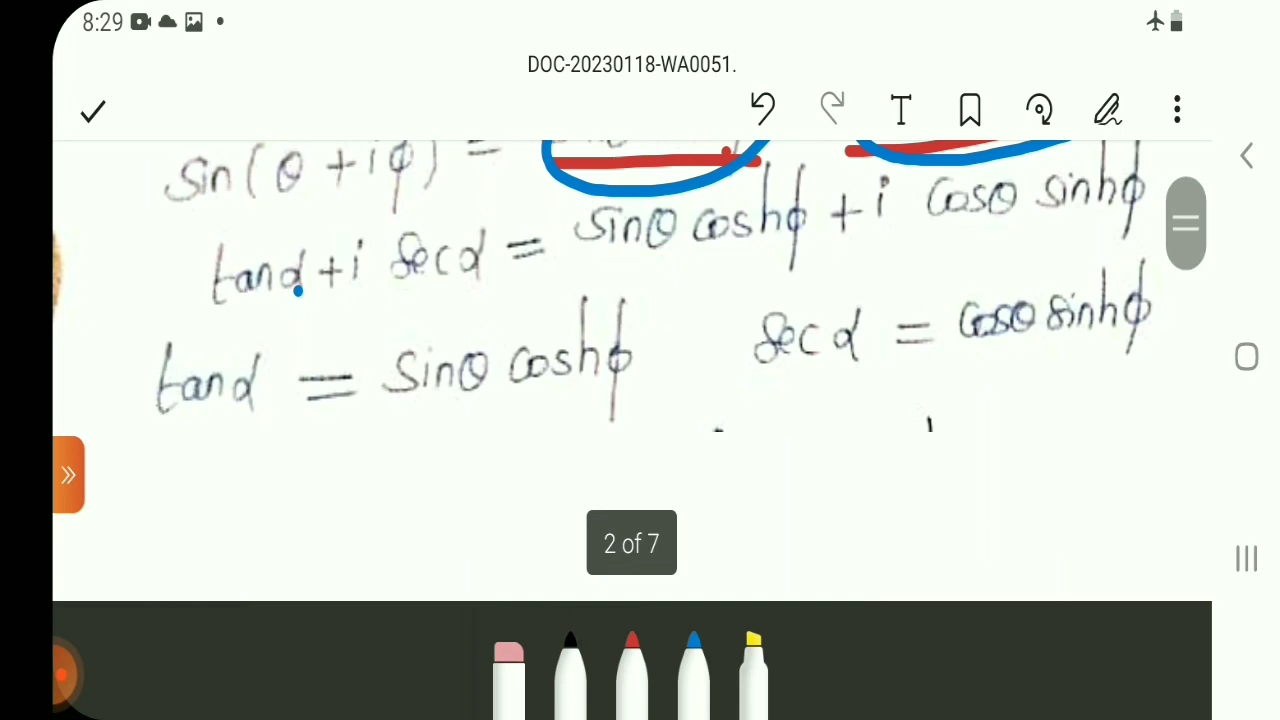 8:29
DOC-20230118-WA0051.
sin(θ + iϕ) =
tanα + i secα = sinθ coshϕ + i cosθ sinhϕ
tanα = sinθ coshϕ secα = cosθ sinhϕ
2 of 7